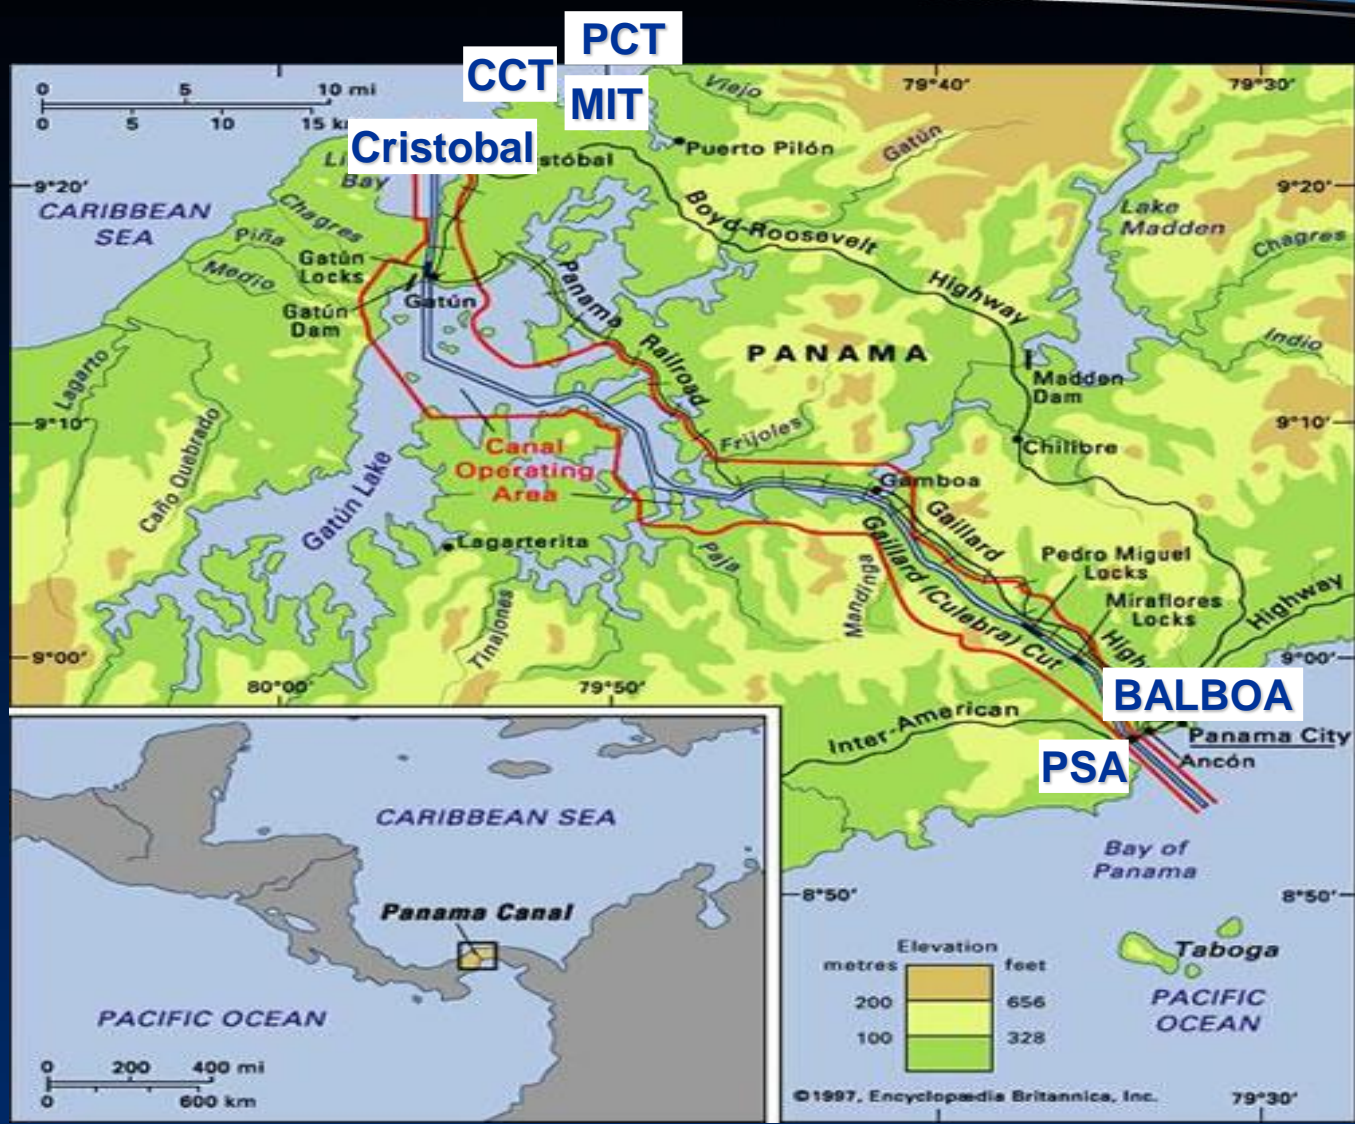 PCT
CCT
MIT
Cristobal
0 5 10 mi
0 5 10 15 k
Viejo
79°40′
79°30′
Puerto Pilón
Gatún
stóbal
Li
Bay
9°20′
9°20′
CARIBBEAN
SEA
Chagres
Piña
Medio
Gatún
Locks
Gatún
Gatún
Dam
Boyd-Roosevelt
Highway
Lake
Madden
Chagres
Indio
Panama
Railroad
PANAMA
Madden
Dam
Lagarto
9°10′
9°10′
Caño Quebrado
Gatún Lake
Canal
Operating
Area
Frijoles
Chilibre
Gamboa
Gaillard
Gaillard (Culebra) Cut
Lagarterita
Paja
Mandinga
Tinajones
Pedro Miguel
Locks
Miraflores
Locks
High
Highway
9°00′
9°00′
80°00′
79°50′
BALBOA
Inter-American
Panama City
PSA
Ancón
CARIBBEAN SEA
Bay of
Panama
8°50′
8°50′
Panama Canal
Elevation
metres feet
200 656
100 328
Taboga
PACIFIC
OCEAN
PACIFIC OCEAN
0 200 400 mi
0 600 km
©1997, Encyclopædia Britannica, Inc.
79°30′